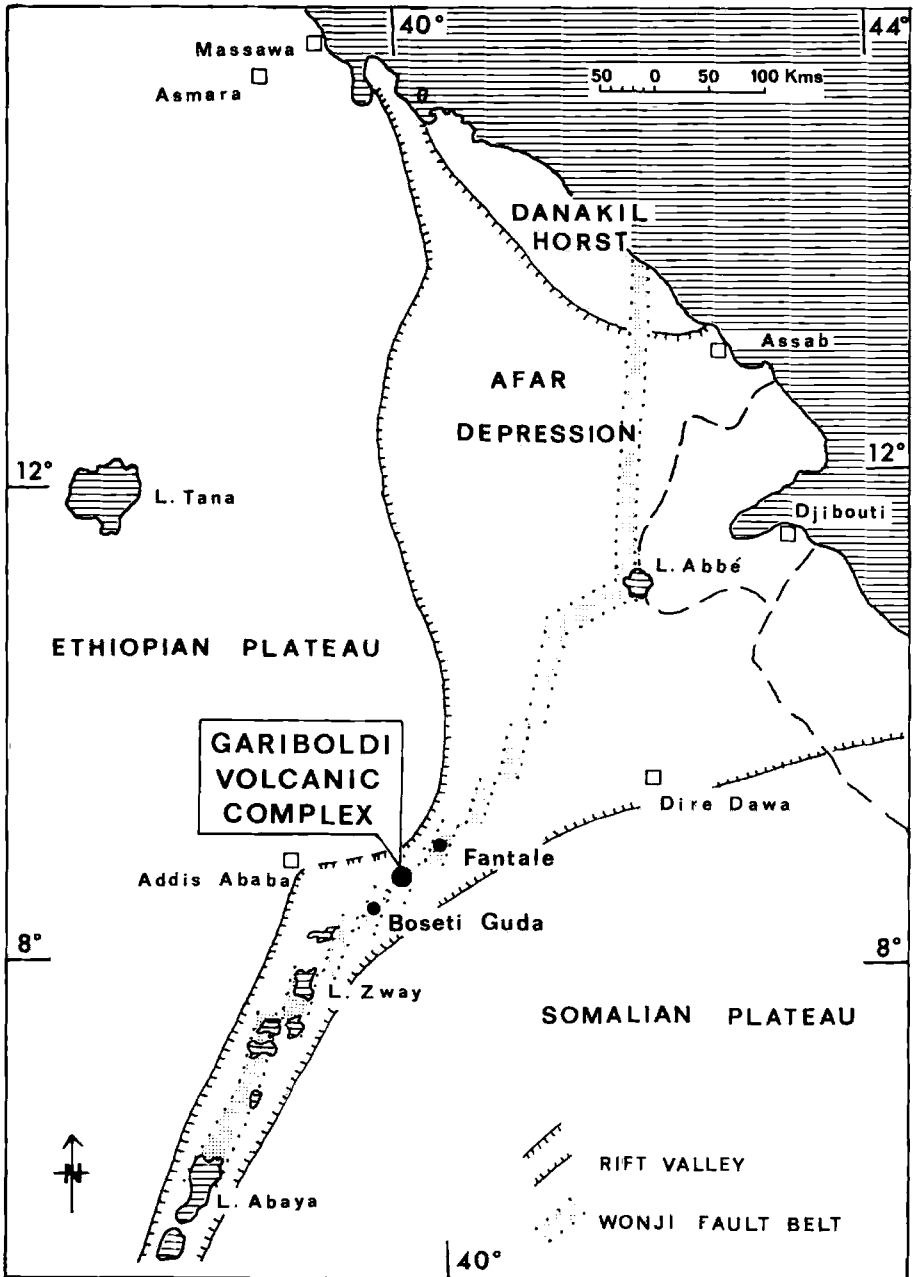 40°
44°
Massawa
Asmara
50 0 50 100 Kms
DANAKIL
HORST
Assab
AFAR
DEPRESSION
12°
12°
L. Tana
Djibouti
L. Abbé
ETHIOPIAN PLATEAU
GARIBOLDI
VOLCANIC
COMPLEX
Dire Dawa
Fantale
Addis Ababa
Boseti Guda
8°
8°
L. Zway
SOMALIAN PLATEAU
N
RIFT VALLEY
L. Abaya
WONJI FAULT BELT
40°